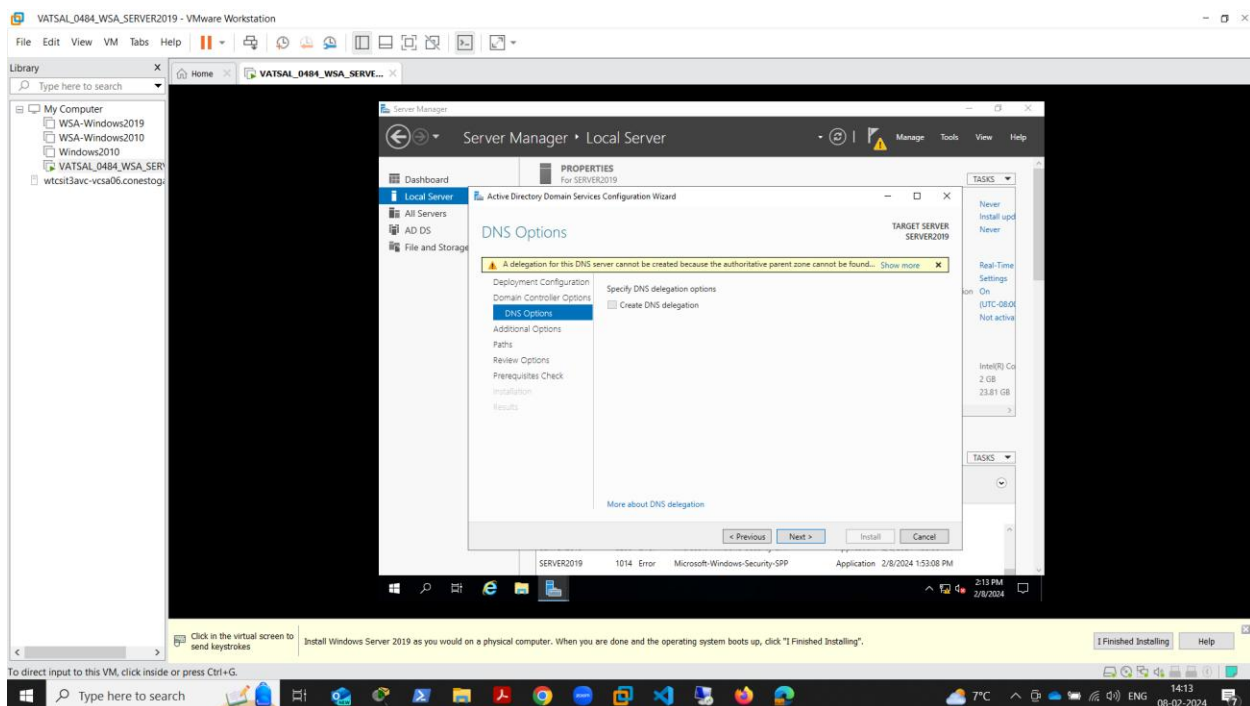 VATSAL_0484_WSA_SERVER2019 - VMware Workstation
File Edit View VM Tabs Help
Library
Type here to search
Home
VATSAL_0484_WSA_SERVE...
My Computer
WSA-Windows2019
WSA-Windows2010
Windows2010
VATSAL_0484_WSA_SERV
wtcsit3avc-vcsa06.conestoga
Server Manager
Server Manager • Local Server
Manage Tools View Help
Dashboard
Local Server
All Servers
AD DS
File and Storage
PROPERTIES
For SERVER2019
TASKS
Never
Install upd
Never
Real-Time
Settings
ion On
(UTC-08:00
Not activa
Intel(R) Co
2 GB
23.81 GB
TASKS
Active Directory Domain Services Configuration Wizard
DNS Options
TARGET SERVER
SERVER2019
A delegation for this DNS server cannot be created because the authoritative parent zone cannot be found... Show more
Deployment Configuration
Domain Controller Options
DNS Options
Additional Options
Paths
Review Options
Prerequisites Check
Installation
Results
Specify DNS delegation options
Create DNS delegation
More about DNS delegation
< Previous Next > Install Cancel
SERVER2019 1014 Error Microsoft-Windows-Security-SPP Application 2/8/2024 1:53:08 PM
2:13 PM
2/8/2024
Click in the virtual screen to
send keystrokes
Install Windows Server 2019 as you would on a physical computer. When you are done and the operating system boots up, click "I Finished Installing".
I Finished Installing Help
To direct input to this VM, click inside or press Ctrl+G.
Type here to search
7°C ENG 14:13
08-02-2024